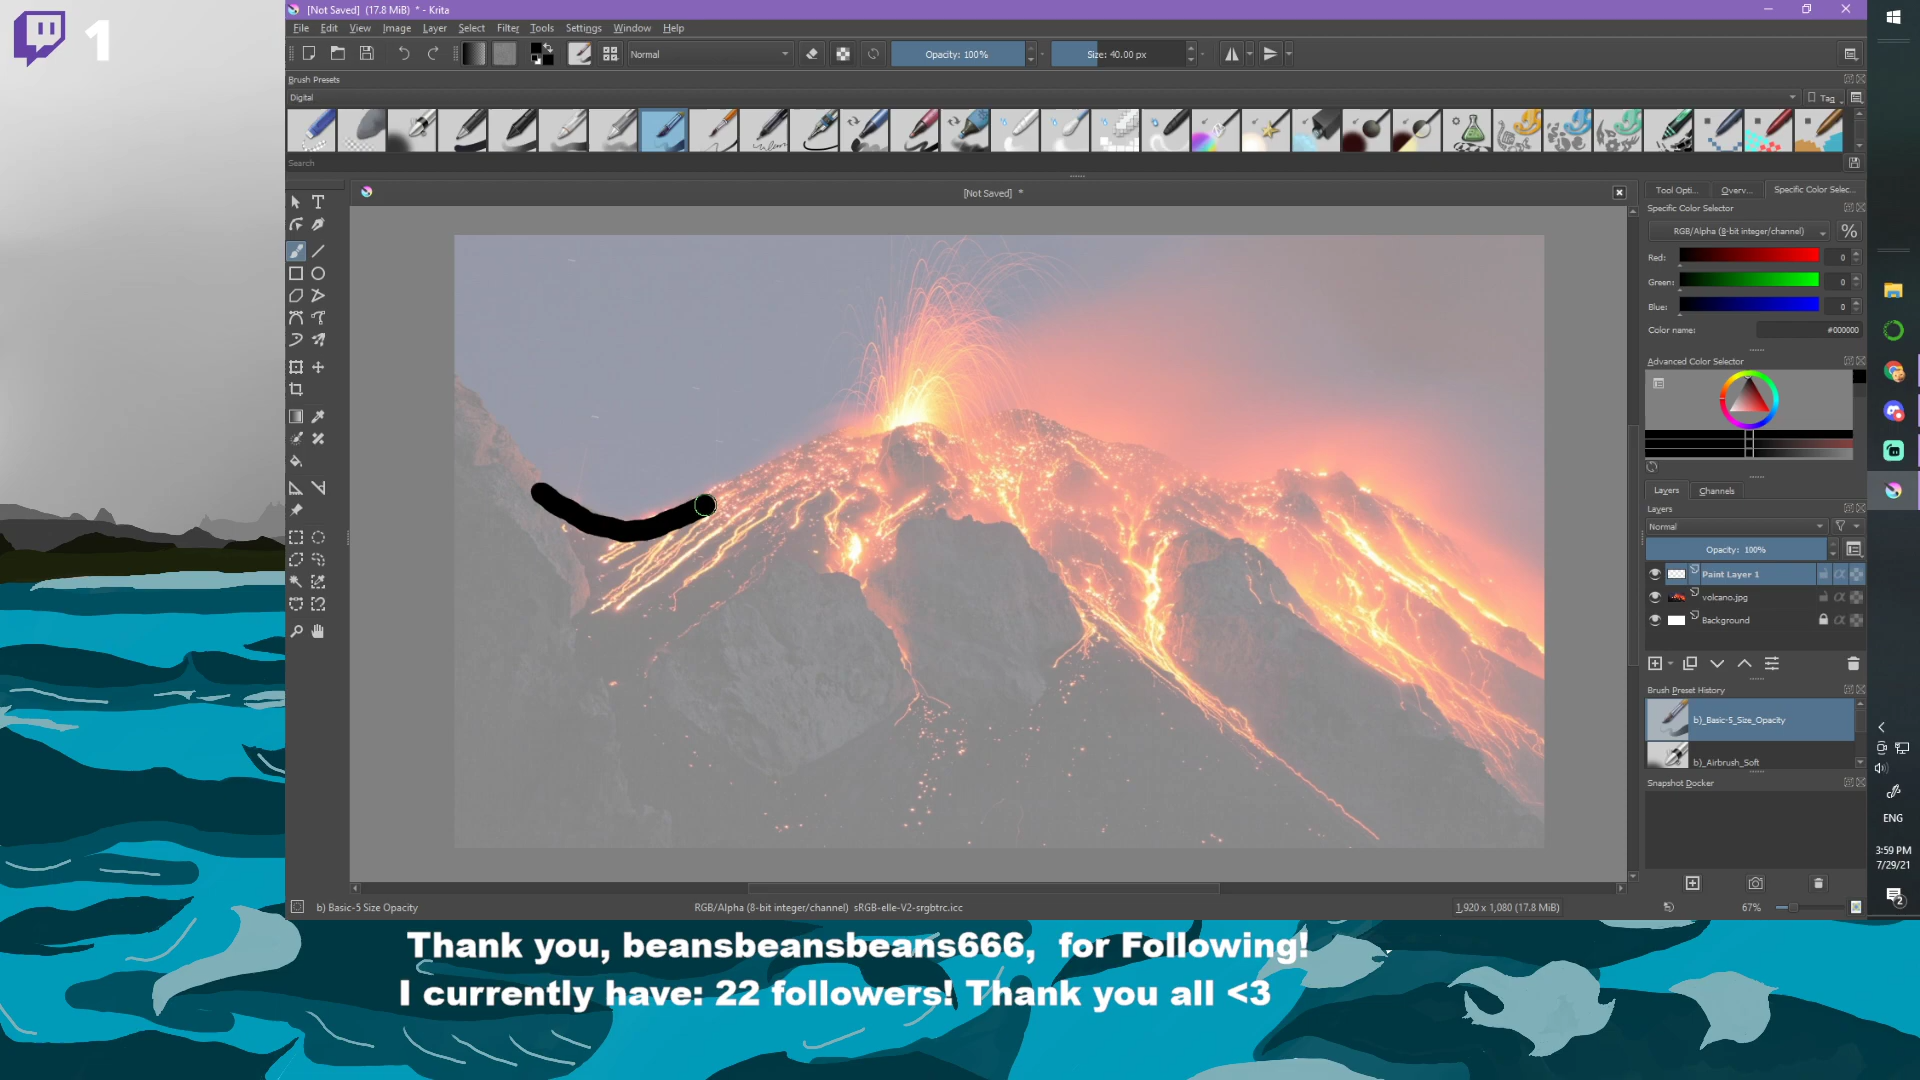 1
[Not Saved] (17.8 MiB) * - Krita
File Edit View Image Layer Select Filter Tools Settings Window Help
Normal
Opacity: 100%
Size: 40.00 px
Brush Presets
Digital
Tag
Search
[Not Saved] *
Tool Opti... Overv... Specific Color Selec...
Specific Color Selector
RGB/Alpha (8-bit integer/channel)
%
Red: 0
Green: 0
Blue: 0
Color name: #000000
Advanced Color Selector
Layers Channels
Layers
Normal
Opacity: 100%
Paint Layer 1
volcano.jpg
Background
Brush Preset History
b)_Basic-5_Size_Opacity
b)_Airbrush_Soft
Snapshot Docker
b) Basic-5 Size Opacity
RGB/Alpha (8-bit integer/channel) sRGB-elle-V2-srgbtrc.icc
1,920 x 1,080 (17.8 MiB)
67%
ENG
3:59 PM
7/29/21
2
Thank you, beansbeansbeans666, for Following!
I currently have: 22 followers! Thank you all <3